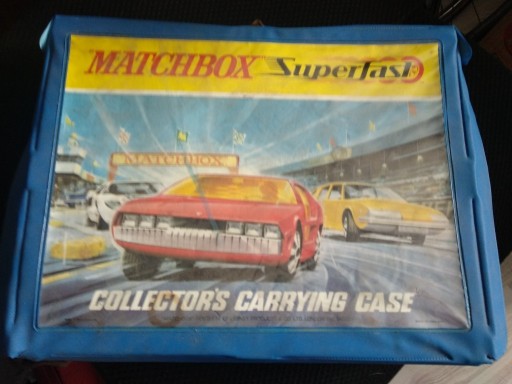 MATCHBOX Superfast
MATCHBOX
COLLECTOR'S CARRYING CASE